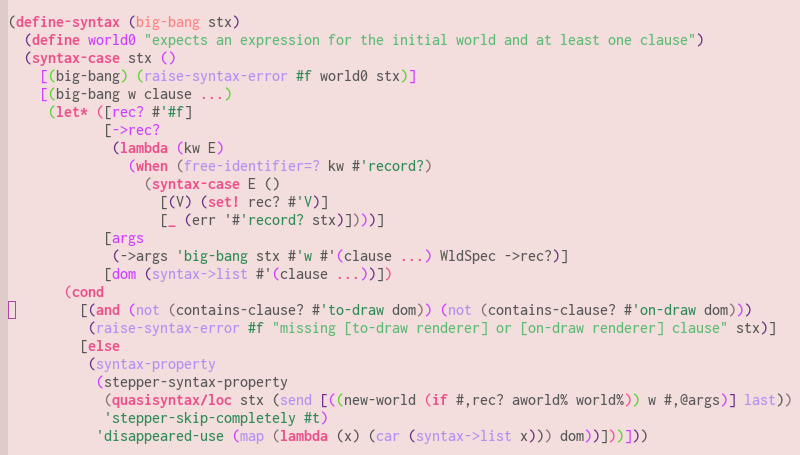 (define-syntax (big-bang stx)
  (define world0 "expects an expression for the initial world and at least one clause")
  (syntax-case stx ()
    [(big-bang) (raise-syntax-error #f world0 stx)]
    [(big-bang w clause ...)
     (let* ([rec? #'#f]
            [->rec?
             (lambda (kw E)
               (when (free-identifier=? kw #'record?)
                 (syntax-case E ()
                   [(V) (set! rec? #'V)]
                   [_ (err '#'record? stx)])))]
            [args
             (->args 'big-bang stx #'w #'(clause ...) WldSpec ->rec?)]
            [dom (syntax->list #'(clause ...))])
       (cond
         [(and (not (contains-clause? #'to-draw dom)) (not (contains-clause? #'on-draw dom)))
          (raise-syntax-error #f "missing [to-draw renderer] or [on-draw renderer] clause" stx)]
         [else
          (syntax-property
           (stepper-syntax-property
            (quasisyntax/loc stx (send [((new-world (if #,rec? aworld% world%)) w #,@args)] last))
            'stepper-skip-completely #t)
           'disappeared-use (map (lambda (x) (car (syntax->list x))) dom))]))]))